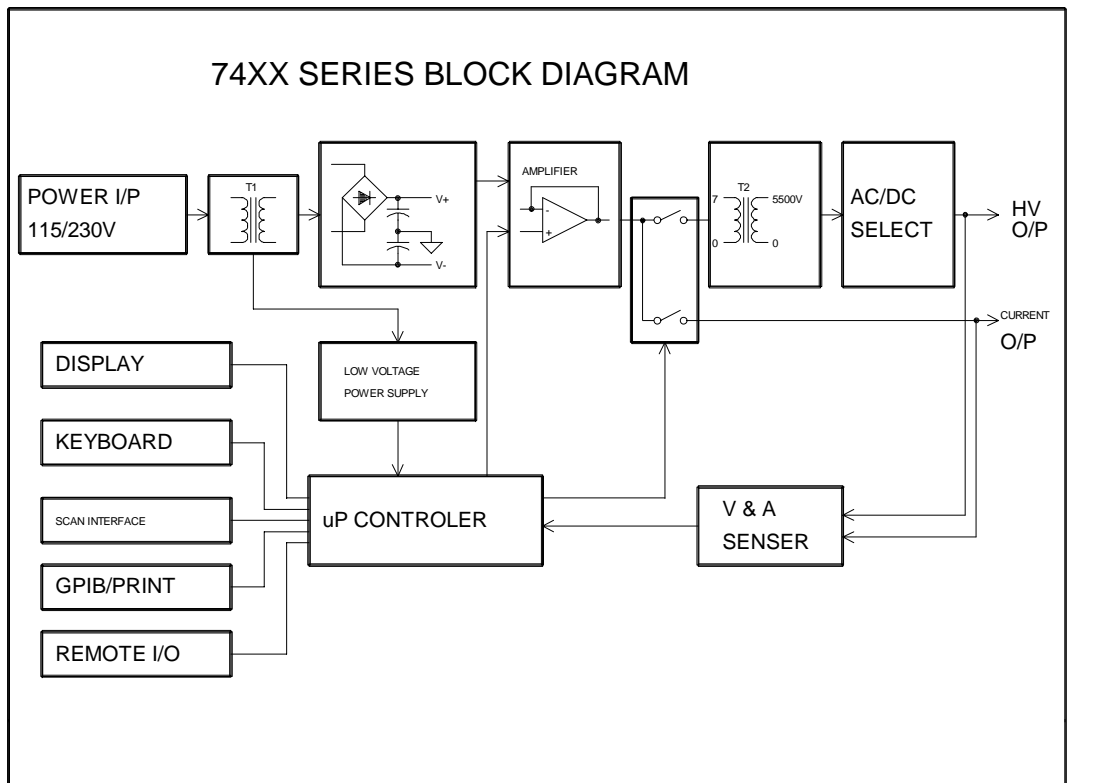 74XX SERIES BLOCK DIAGRAM
POWER I/P
115/230V
T1
V+
V-
AMPLIFIER
-
+
T2
7
0
5500V
0
AC/DC
SELECT
HV
O/P
CURRENT
O/P
DISPLAY
KEYBOARD
SCAN INTERFACE
GPIB/PRINT
REMOTE I/O
LOW VOLTAGE
POWER SUPPLY
uP CONTROLER
V & A
SENSER